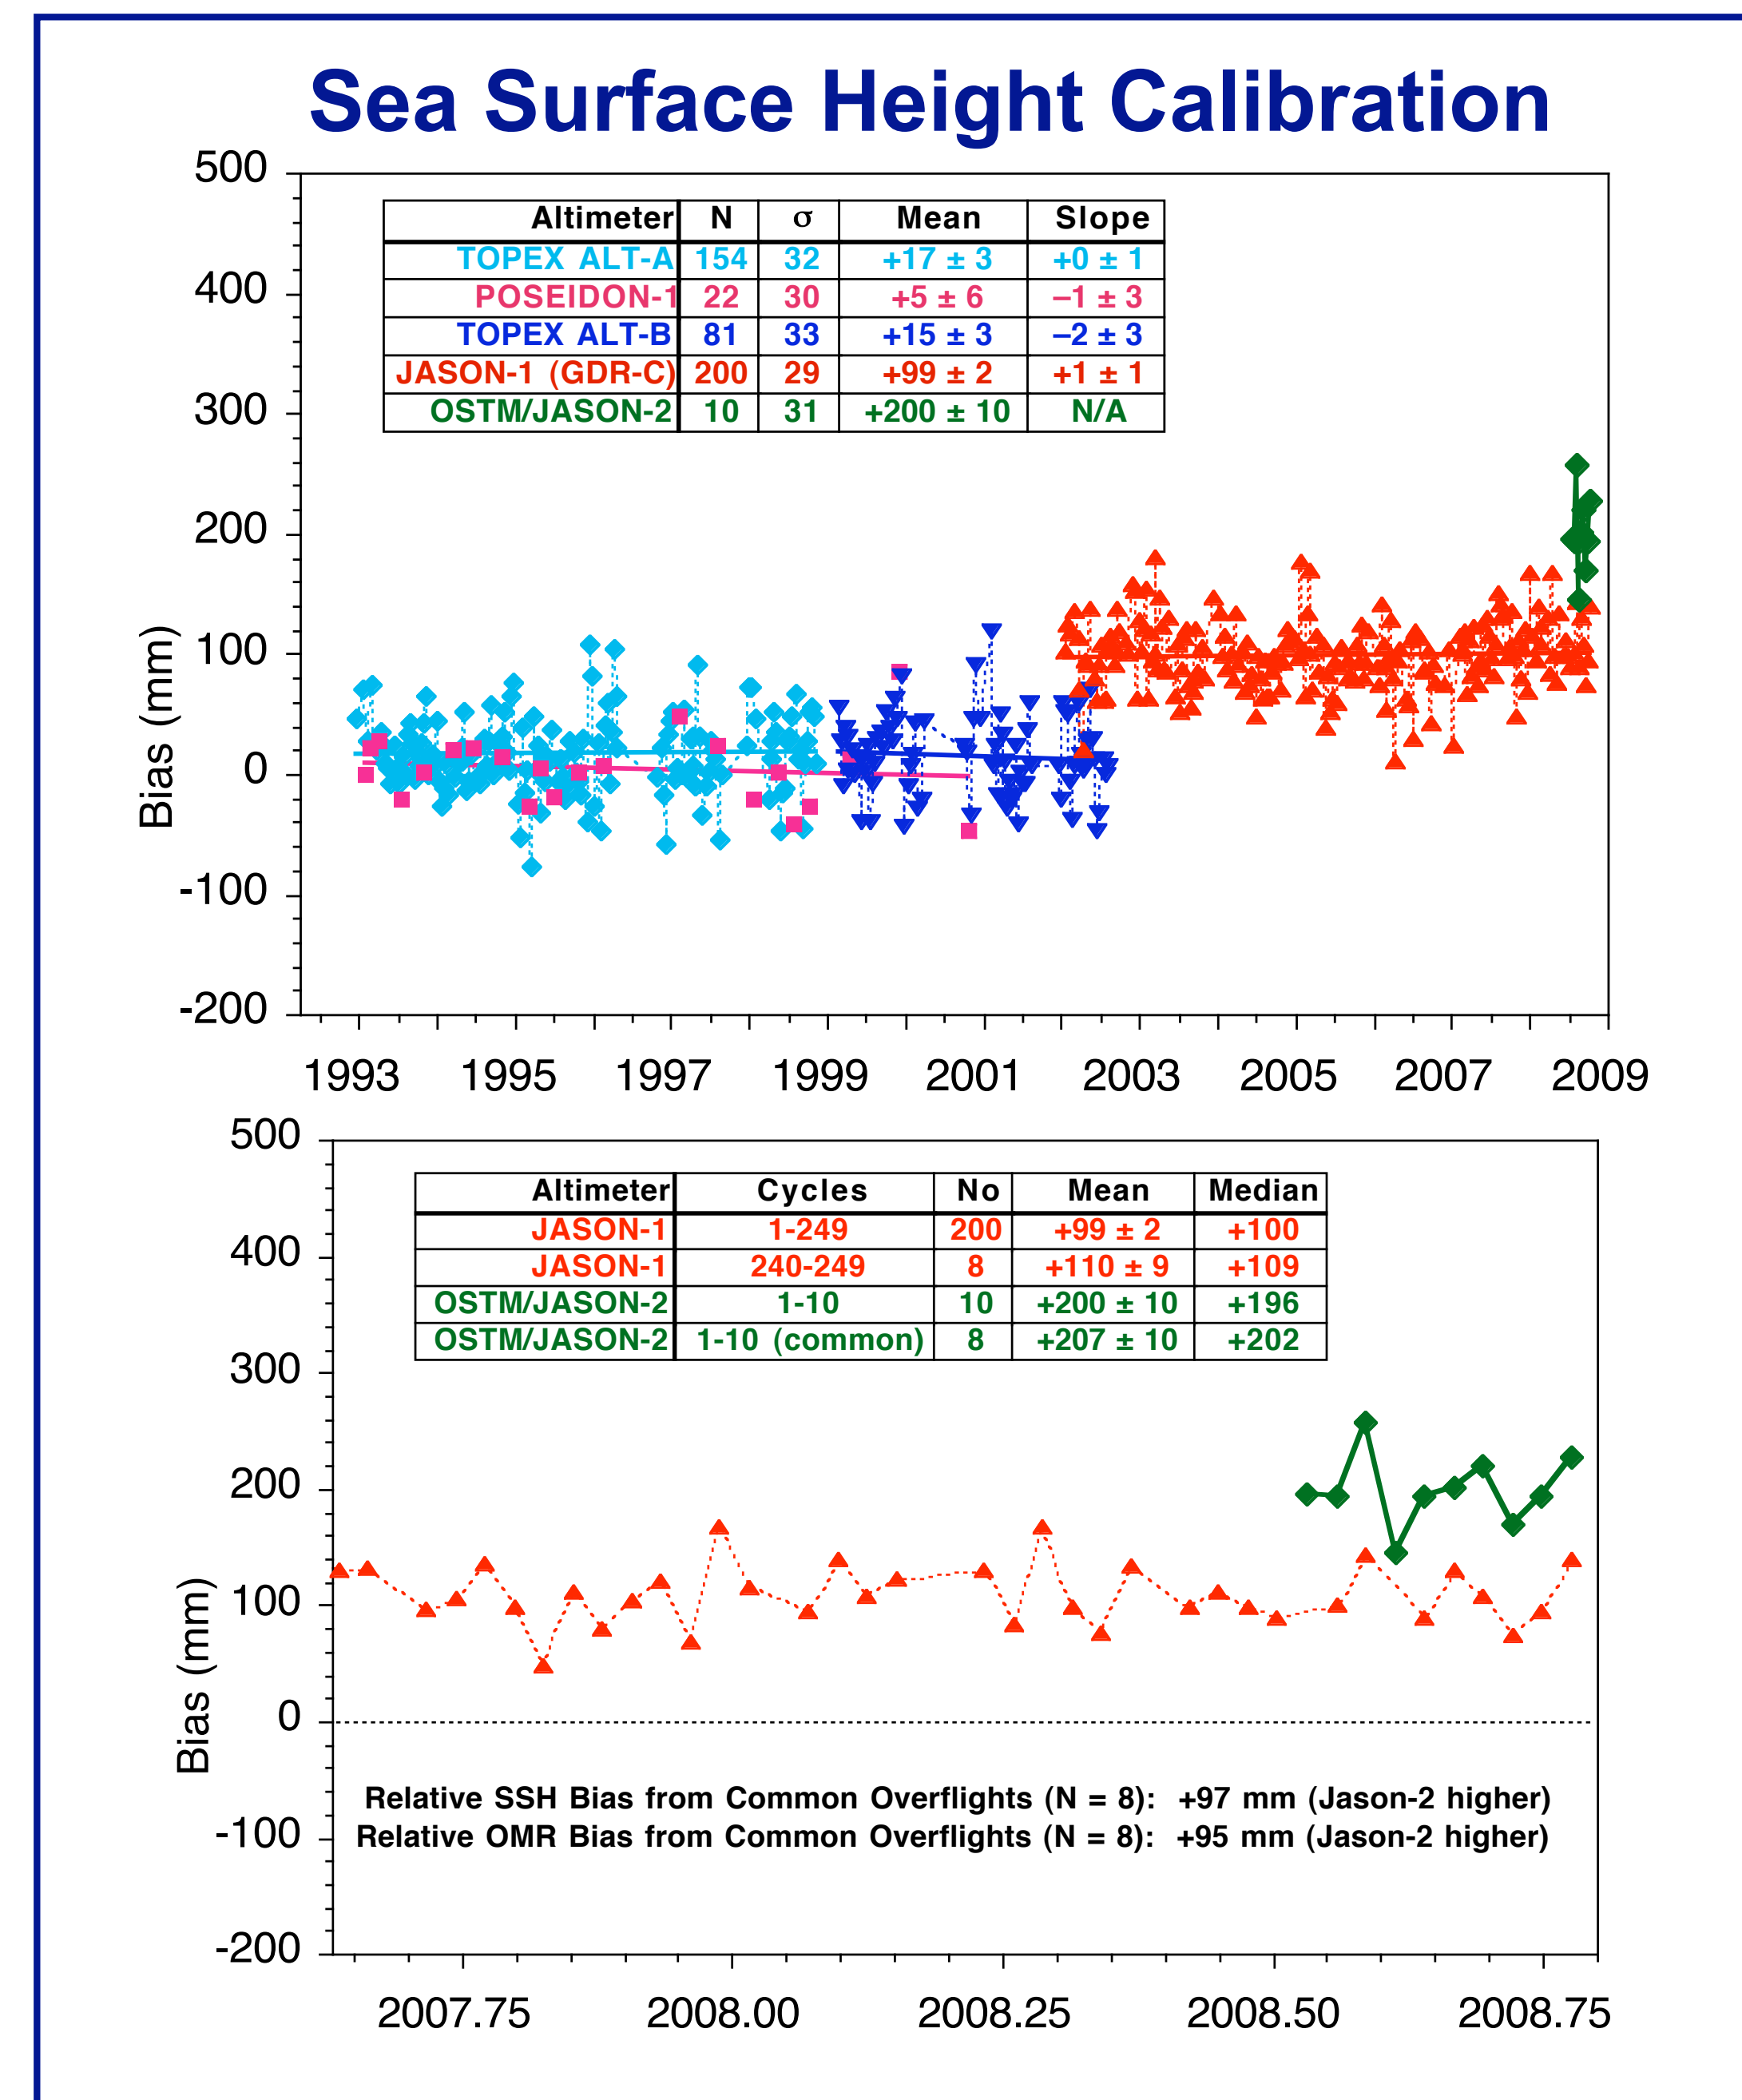 Sea Surface Height Calibration
500
400
300
200
100
0
-100
-200
Bias (mm)
Altimeter N σ Mean Slope
TOPEX ALT-A 154 32 +17 ± 3 +0 ± 1
POSEIDON-1 22 30 +5 ± 6 –1 ± 3
TOPEX ALT-B 81 33 +15 ± 3 –2 ± 3
JASON-1 (GDR-C) 200 29 +99 ± 2 +1 ± 1
OSTM/JASON-2 10 31 +200 ± 10 N/A
1993 1995 1997 1999 2001 2003 2005 2007 2009
500
400
300
200
100
0
-100
-200
Bias (mm)
Altimeter Cycles No Mean Median
JASON-1 1-249 200 +99 ± 2 +100
JASON-1 240-249 8 +110 ± 9 +109
OSTM/JASON-2 1-10 10 +200 ± 10 +196
OSTM/JASON-2 1-10 (common) 8 +207 ± 10 +202
Relative SSH Bias from Common Overflights (N = 8): +97 mm (Jason-2 higher)
Relative OMR Bias from Common Overflights (N = 8): +95 mm (Jason-2 higher)
2007.75 2008.00 2008.25 2008.50 2008.75